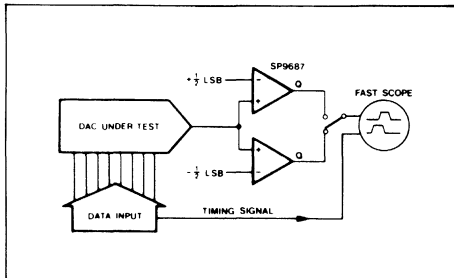 SP9687
+½ LSB
Q
FAST SCOPE
DAC UNDER TEST
-½ LSB
Q
DATA INPUT
TIMING SIGNAL